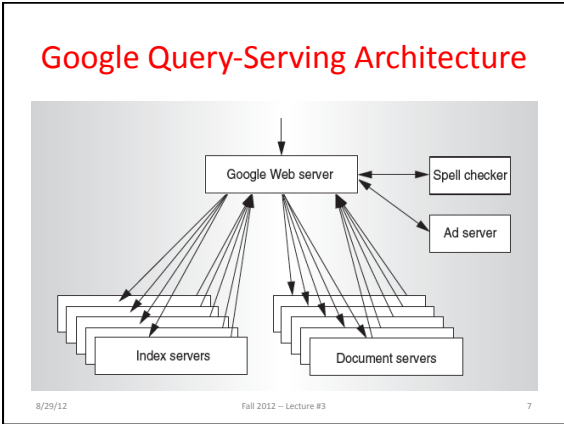 Google Query-Serving Architecture
Google Web server
Spell checker
Ad server
Index servers
Document servers
8/29/12
Fall 2012 -- Lecture #3
7